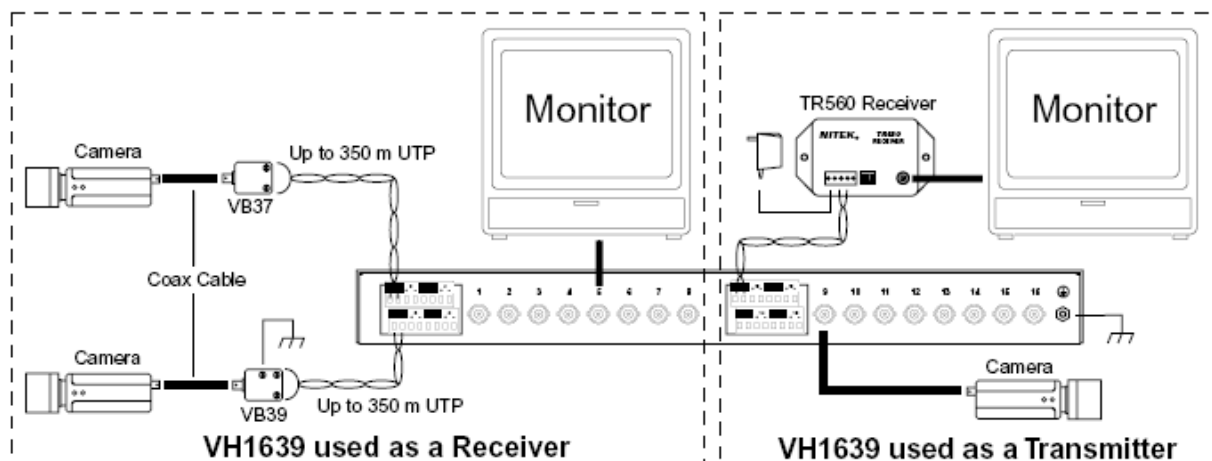 Monitor
TR560 Receiver
Monitor
NITEK
RECEIVER
Camera
Up to 350 m UTP
VB37
Coax Cable
1 2 3 4 5 6 7 8
9 10 11 12 13 14 15 16
Camera
VB39
Up to 350 m UTP
Camera
VH1639 used as a Receiver
VH1639 used as a Transmitter